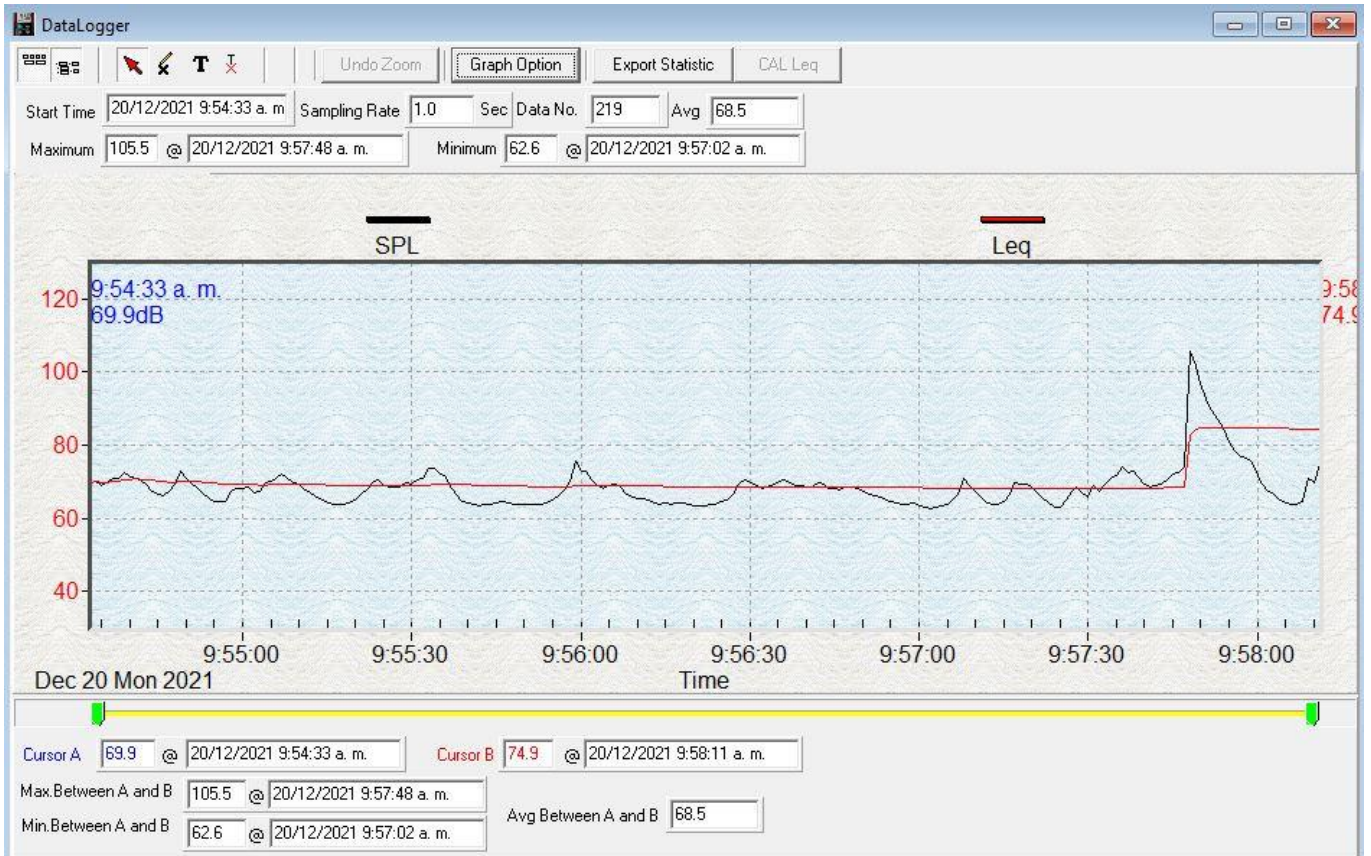 DataLogger
T T Undo Zoom Graph Option Export Statistic CAL Leq
Start Time 20/12/2021 9:54:33 a. m Sampling Rate 1.0 Sec Data No. 219 Avg 68.5
Maximum 105.5 @ 20/12/2021 9:57:48 a. m. Minimum 62.6 @ 20/12/2021 9:57:02 a. m.
SPL Leq
9:54:33 a. m. 9:58
69.9dB 74.9
120
100
80
60
40
9:55:00 9:55:30 9:56:00 9:56:30 9:57:00 9:57:30 9:58:00
Dec 20 Mon 2021 Time
Cursor A 69.9 @ 20/12/2021 9:54:33 a. m. Cursor B 74.9 @ 20/12/2021 9:58:11 a. m.
Max.Between A and B 105.5 @ 20/12/2021 9:57:48 a. m.
Avg Between A and B 68.5
Min.Between A and B 62.6 @ 20/12/2021 9:57:02 a. m.